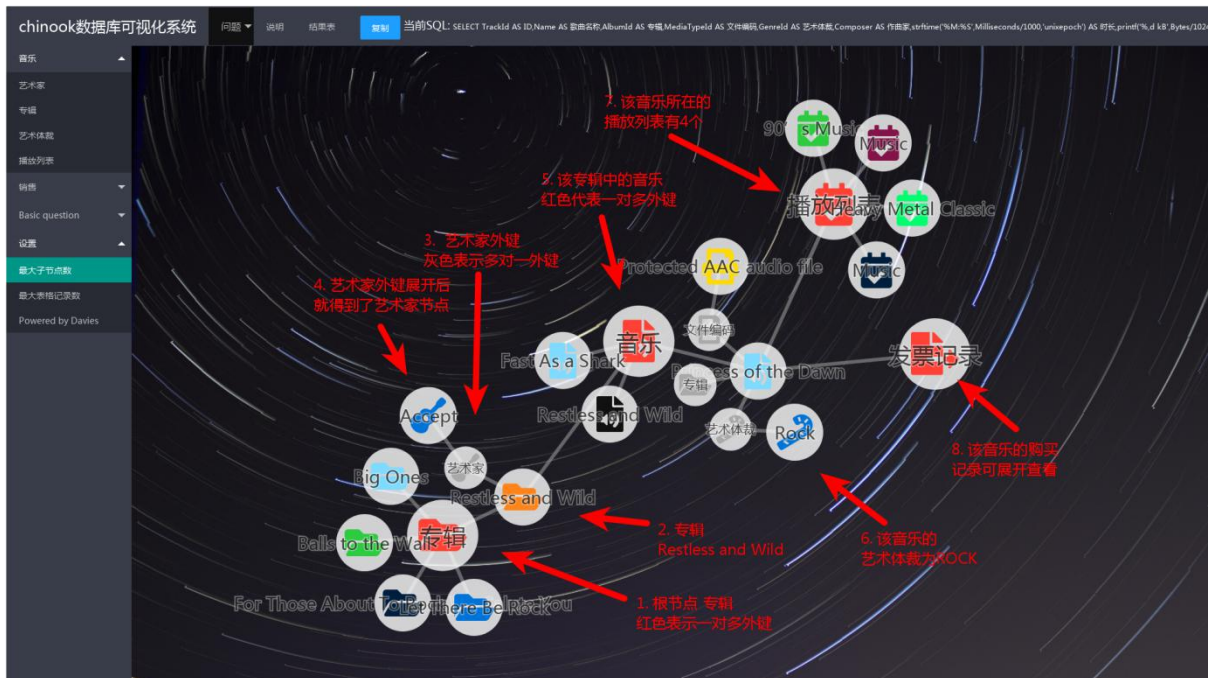 chinook数据库可视化系统
问题
说明
结果表
复制
当前SQL: SELECT TrackId AS ID,Name AS 歌曲名称,AlbumId AS 专辑,MediaTypeId AS 文件编码,GenreId AS 艺术体裁,Composer AS 作曲家,strftime('%M:%S',Milliseconds/1000,'unixepoch') AS 时长,printf('%,d kB',Bytes/1024
音乐
艺术家
专辑
艺术体裁
播放列表
销售
Basic question
设置
最大子节点数
最大表格记录数
Powered by Davies
7. 该音乐所在的
播放列表有4个
90's Music
Music
播放列表
Heavy Metal Classic
Music
5. 该专辑中的音乐
红色代表一对多外键
3. 艺术家外键
灰色表示多对一外键
4. 艺术家外键展开后
就得到了艺术家节点
Protected AAC audio file
文件编码
音乐
Fast As a Shark
Princess of the Dawn
专辑
发票记录
Restless and Wild
艺术体裁
Rock
Accept
8. 该音乐的购买
记录可展开查看
艺术家
Big Ones
Restless and Wild
2. 专辑
Restless and Wild
6. 该音乐的
艺术体裁为ROCK
专辑
Balls to the Wall
For Those About To
You
Let There Be Rock
1. 根节点 专辑
红色表示一对多外键